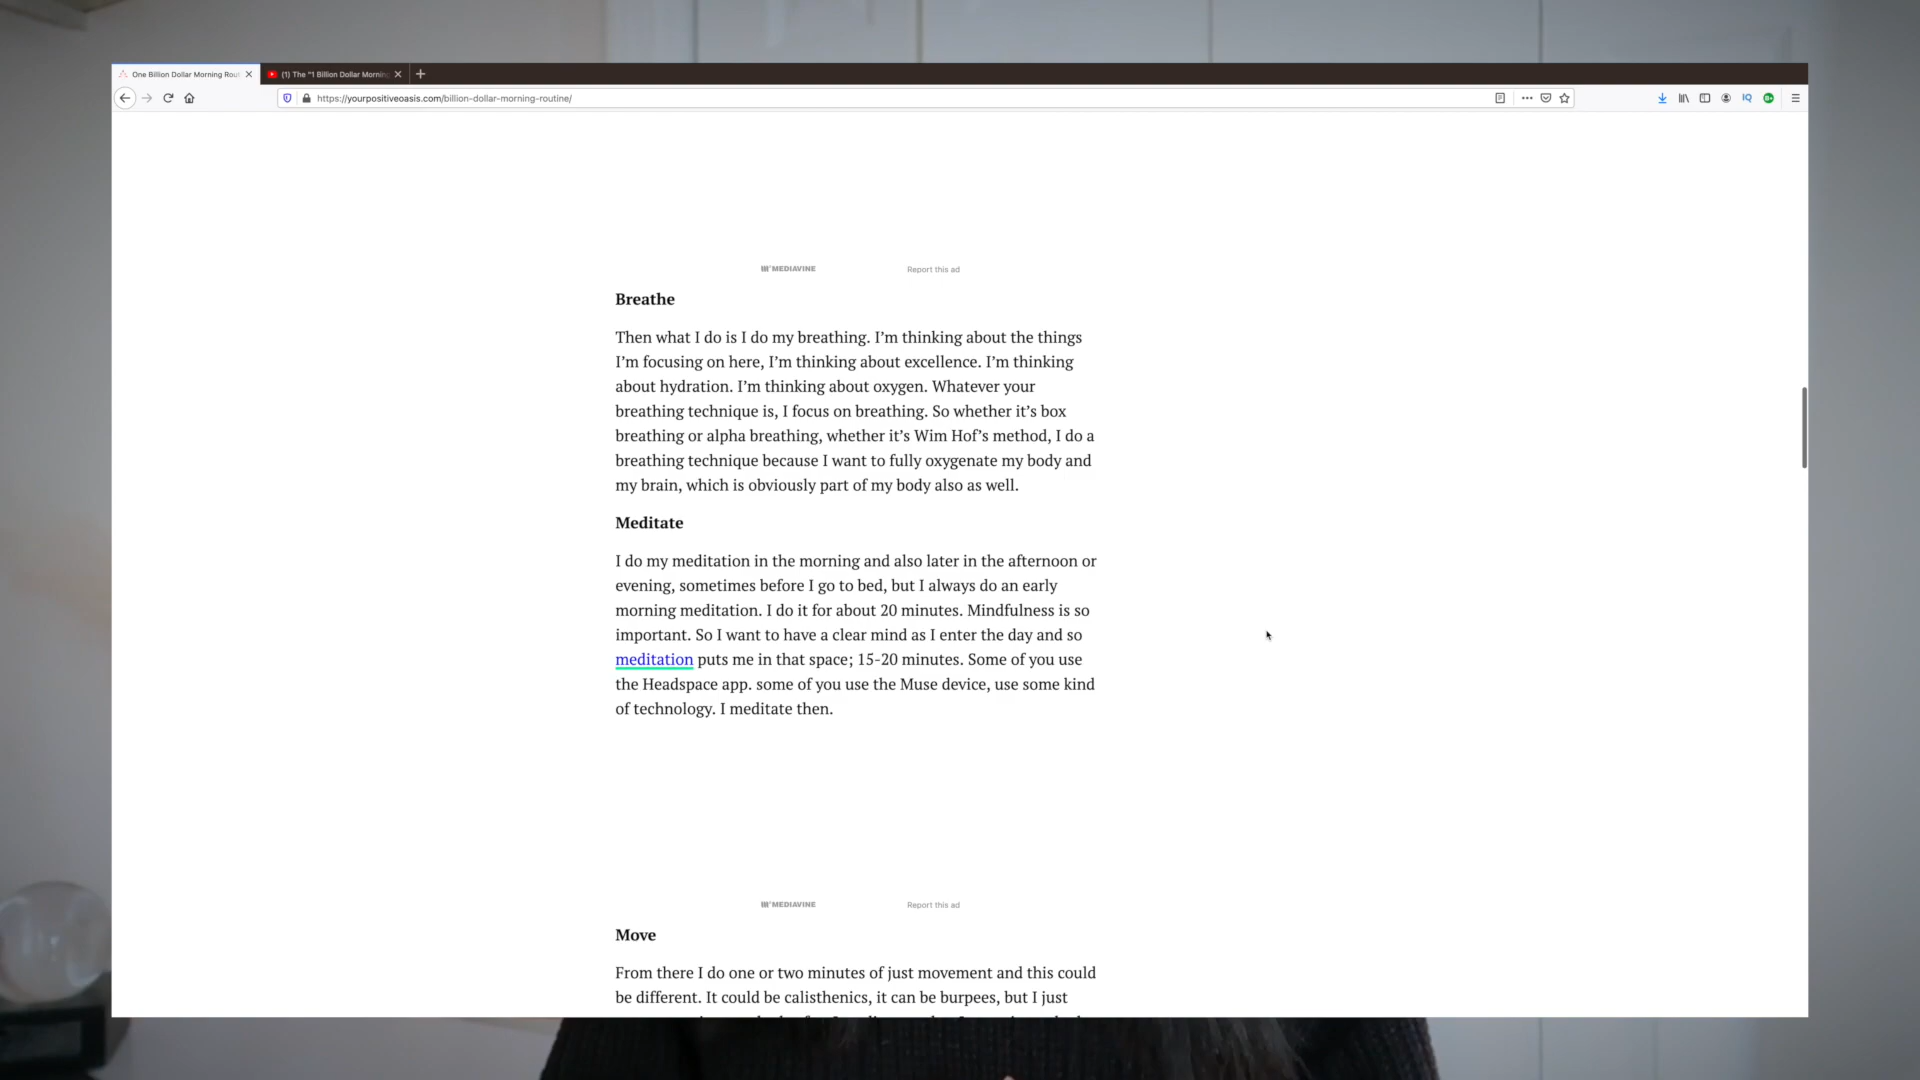 One Billion Dollar Morning Rou
(1) The "1 Billion Dollar Mornin
https://yourpositiveoasis.com/billion-dollar-morning-routine/
IQ
MEDIAVINE
Report this ad
Breathe
Then what I do is I do my breathing. I’m thinking about the things
I’m focusing on here, I’m thinking about excellence. I’m thinking
about hydration. I’m thinking about oxygen. Whatever your
breathing technique is, I focus on breathing. So whether it’s box
breathing or alpha breathing, whether it’s Wim Hof’s method, I do a
breathing technique because I want to fully oxygenate my body and
my brain, which is obviously part of my body also as well.
Meditate
I do my meditation in the morning and also later in the afternoon or
evening, sometimes before I go to bed, but I always do an early
morning meditation. I do it for about 20 minutes. Mindfulness is so
important. So I want to have a clear mind as I enter the day and so
meditation puts me in that space; 15-20 minutes. Some of you use
the Headspace app. some of you use the Muse device, use some kind
of technology. I meditate then.
MEDIAVINE
Report this ad
Move
From there I do one or two minutes of just movement and this could
be different. It could be calisthenics, it can be burpees, but I just